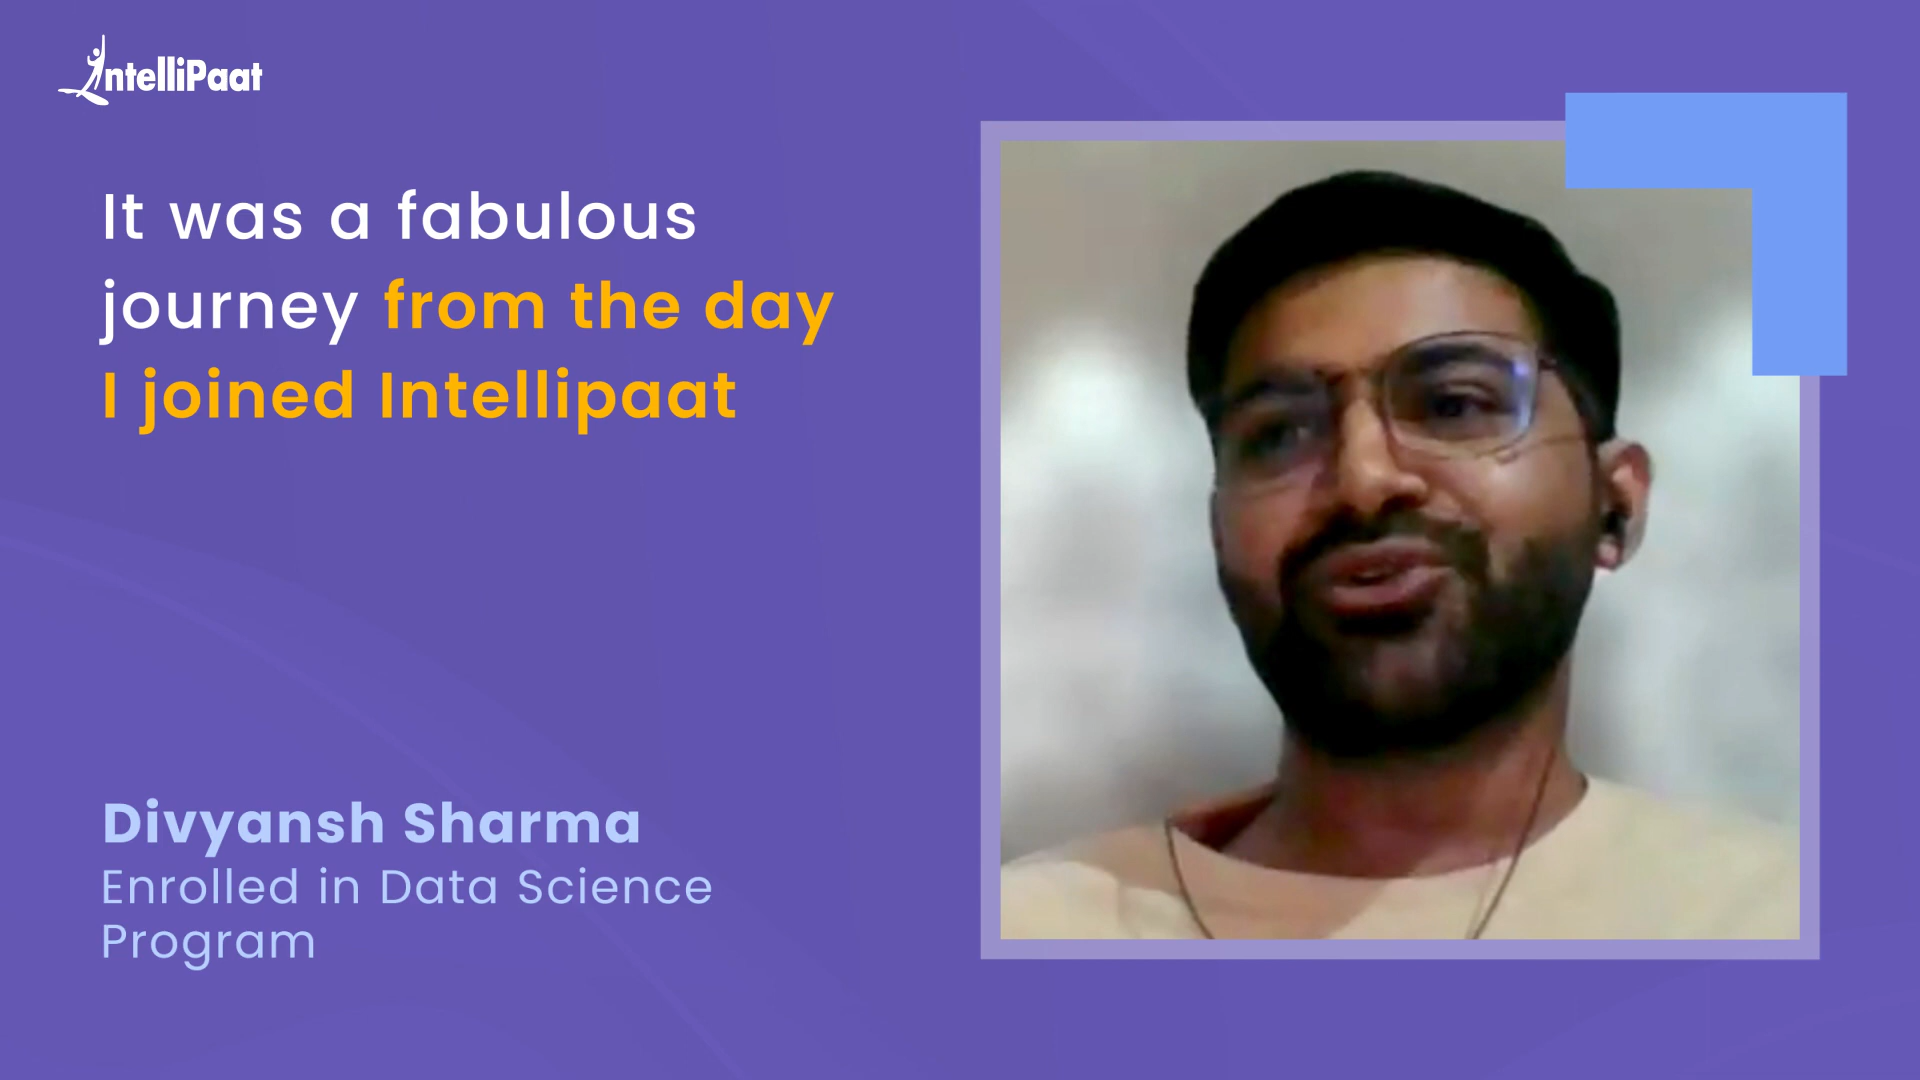 IntelliPaat
It was a fabulous
journey from the day
I joined Intellipaat
Divyansh Sharma
Enrolled in Data Science
Program